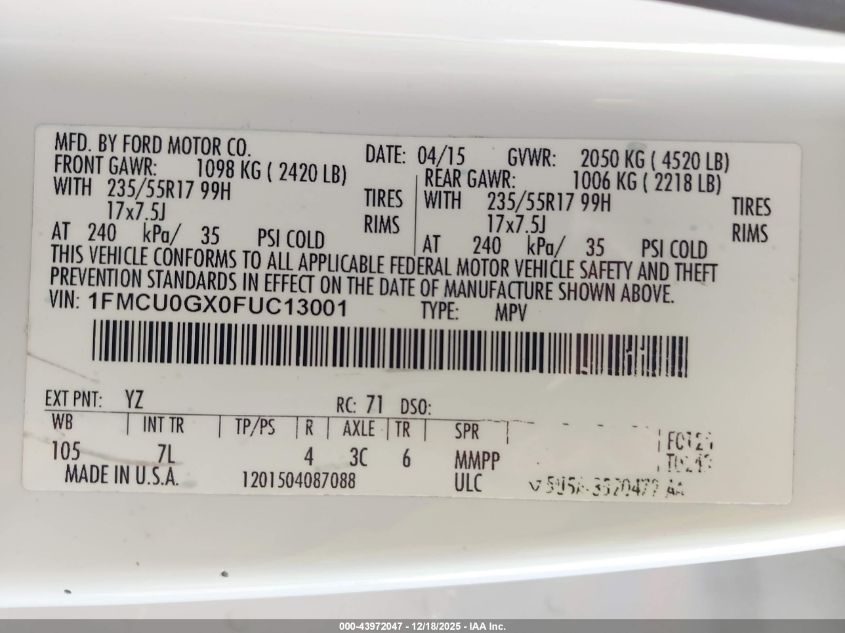 MFD. BY FORD MOTOR CO.
DATE: 04/15 GVWR: 2050 KG ( 4520 LB)
FRONT GAWR: 1098 KG ( 2420 LB)
WITH 235/55R17 99H TIRES
17x7.5J RIMS
AT 240 kPa/ 35 PSI COLD
REAR GAWR: 1006 KG ( 2218 LB)
WITH 235/55R17 99H TIRES
17x7.5J RIMS
AT 240 kPa/ 35 PSI COLD
THIS VEHICLE CONFORMS TO ALL APPLICABLE FEDERAL MOTOR VEHICLE SAFETY AND THEFT
PREVENTION STANDARDS IN EFFECT ON THE DATE OF MANUFACTURE SHOWN ABOVE.
VIN: 1FMCU0GX0FUC13001 TYPE: MPV
EXT PNT: YZ RC: 71 DSO:
WB INT TR TP/PS R AXLE TR SPR
105 7L 4 3C 6 MMPP
MADE IN U.S.A. 1201504087088 ULC
000-43972047 - 12/18/2025 - IAA Inc.